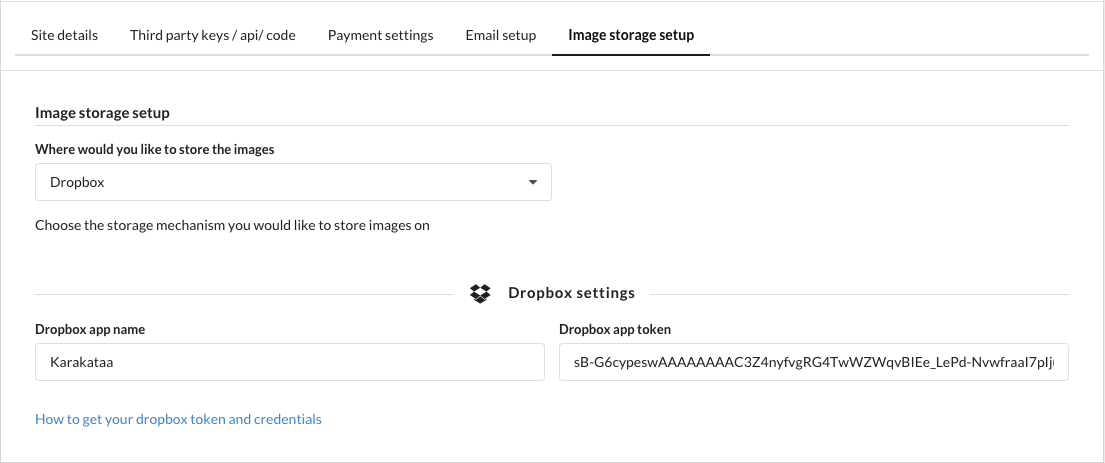 Site details Third party keys / api/ code Payment settings Email setup Image storage setup
Image storage setup
Where would you like to store the images
Dropbox
Choose the storage mechanism you would like to store images on
Dropbox settings
Dropbox app name Dropbox app token
Karakataa sB-G6cypeswAAAAAAAAC3Z4nyfvgRG4TwWZWqvBIEe_LePd-Nvwfraal7pIj
How to get your dropbox token and credentials